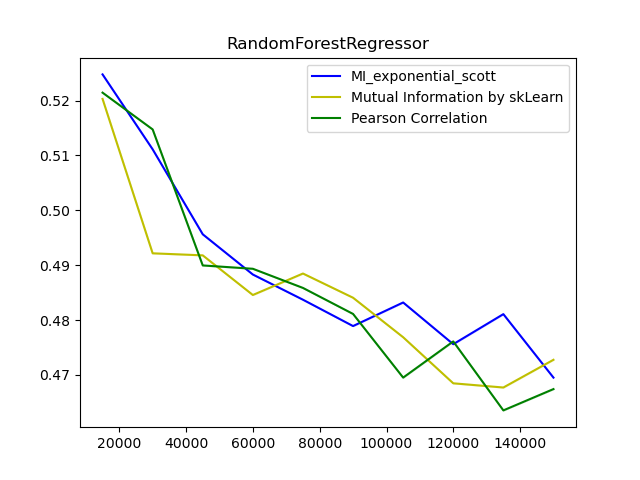 RandomForestRegressor
MI_exponential_scott
Mutual Information by skLearn
Pearson Correlation
0.52
0.51
0.50
0.49
0.48
0.47
20000 40000 60000 80000 100000 120000 140000